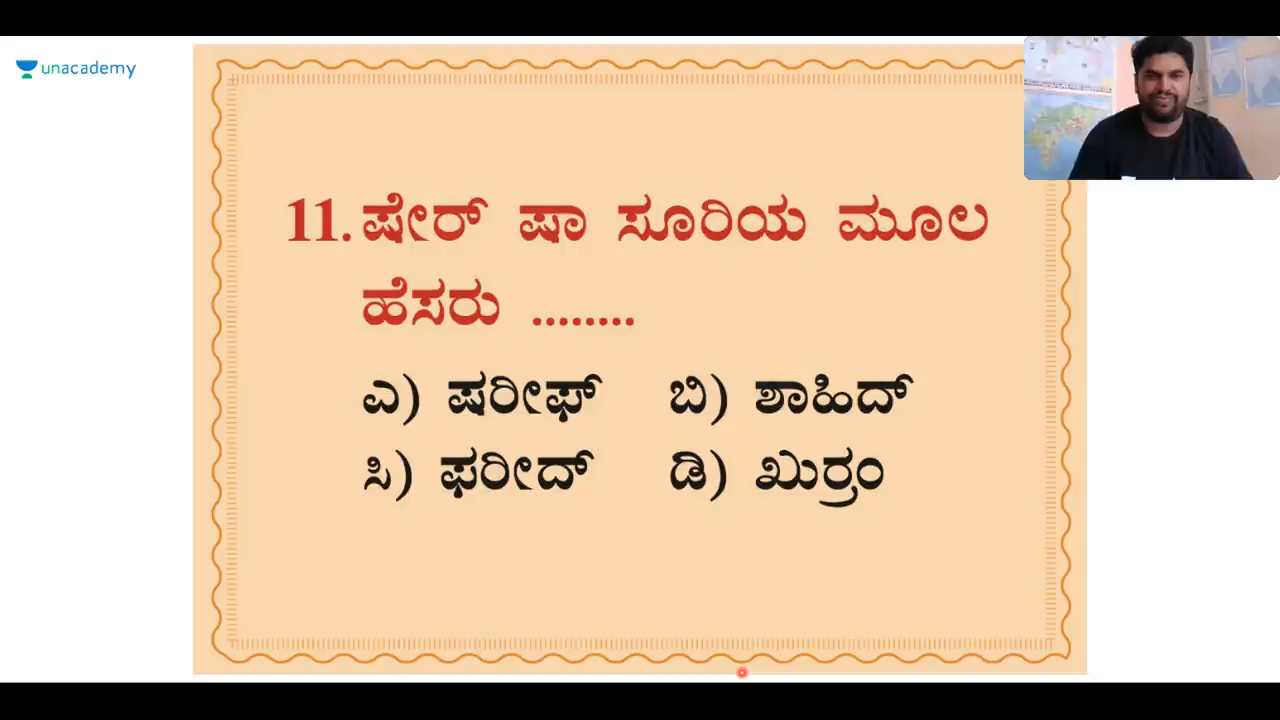 unacademy
11. ಷೇರ್ ಷಾ ಸೂರಿಯ ಮೂಲ
ಹೆಸರು ........
ಎ) ಷರೀಫ್ ಬಿ) ಶಾಹಿದ್
ಸಿ) ಫರೀದ್ ಡಿ) ಖುರ್ರಂ